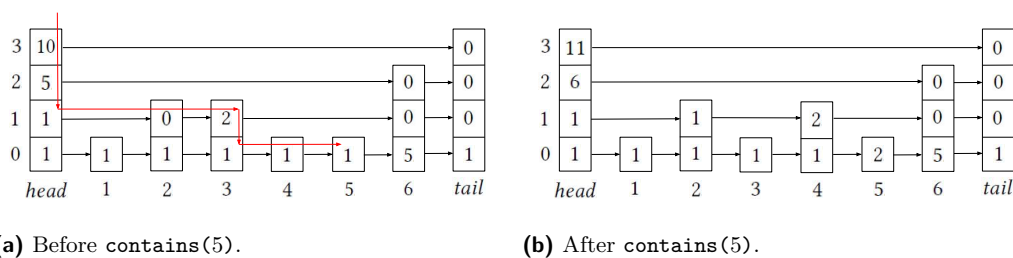 3 10 0 3 11 0
2 5 0 0 2 6 0 0
1 1 0 2 0 0 1 1 1 2 0 0
0 1 1 1 1 1 1 5 1 0 1 1 1 1 1 2 5 1
head 1 2 3 4 5 6 tail head 1 2 3 4 5 6 tail
(a) Before contains(5). (b) After contains(5).